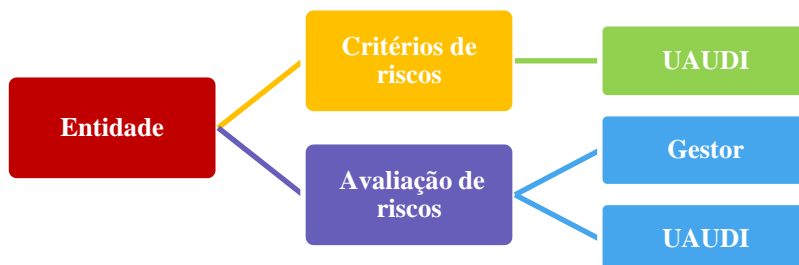 Entidade
Critérios de
riscos
UAUDI
Avaliação de
riscos
Gestor
UAUDI